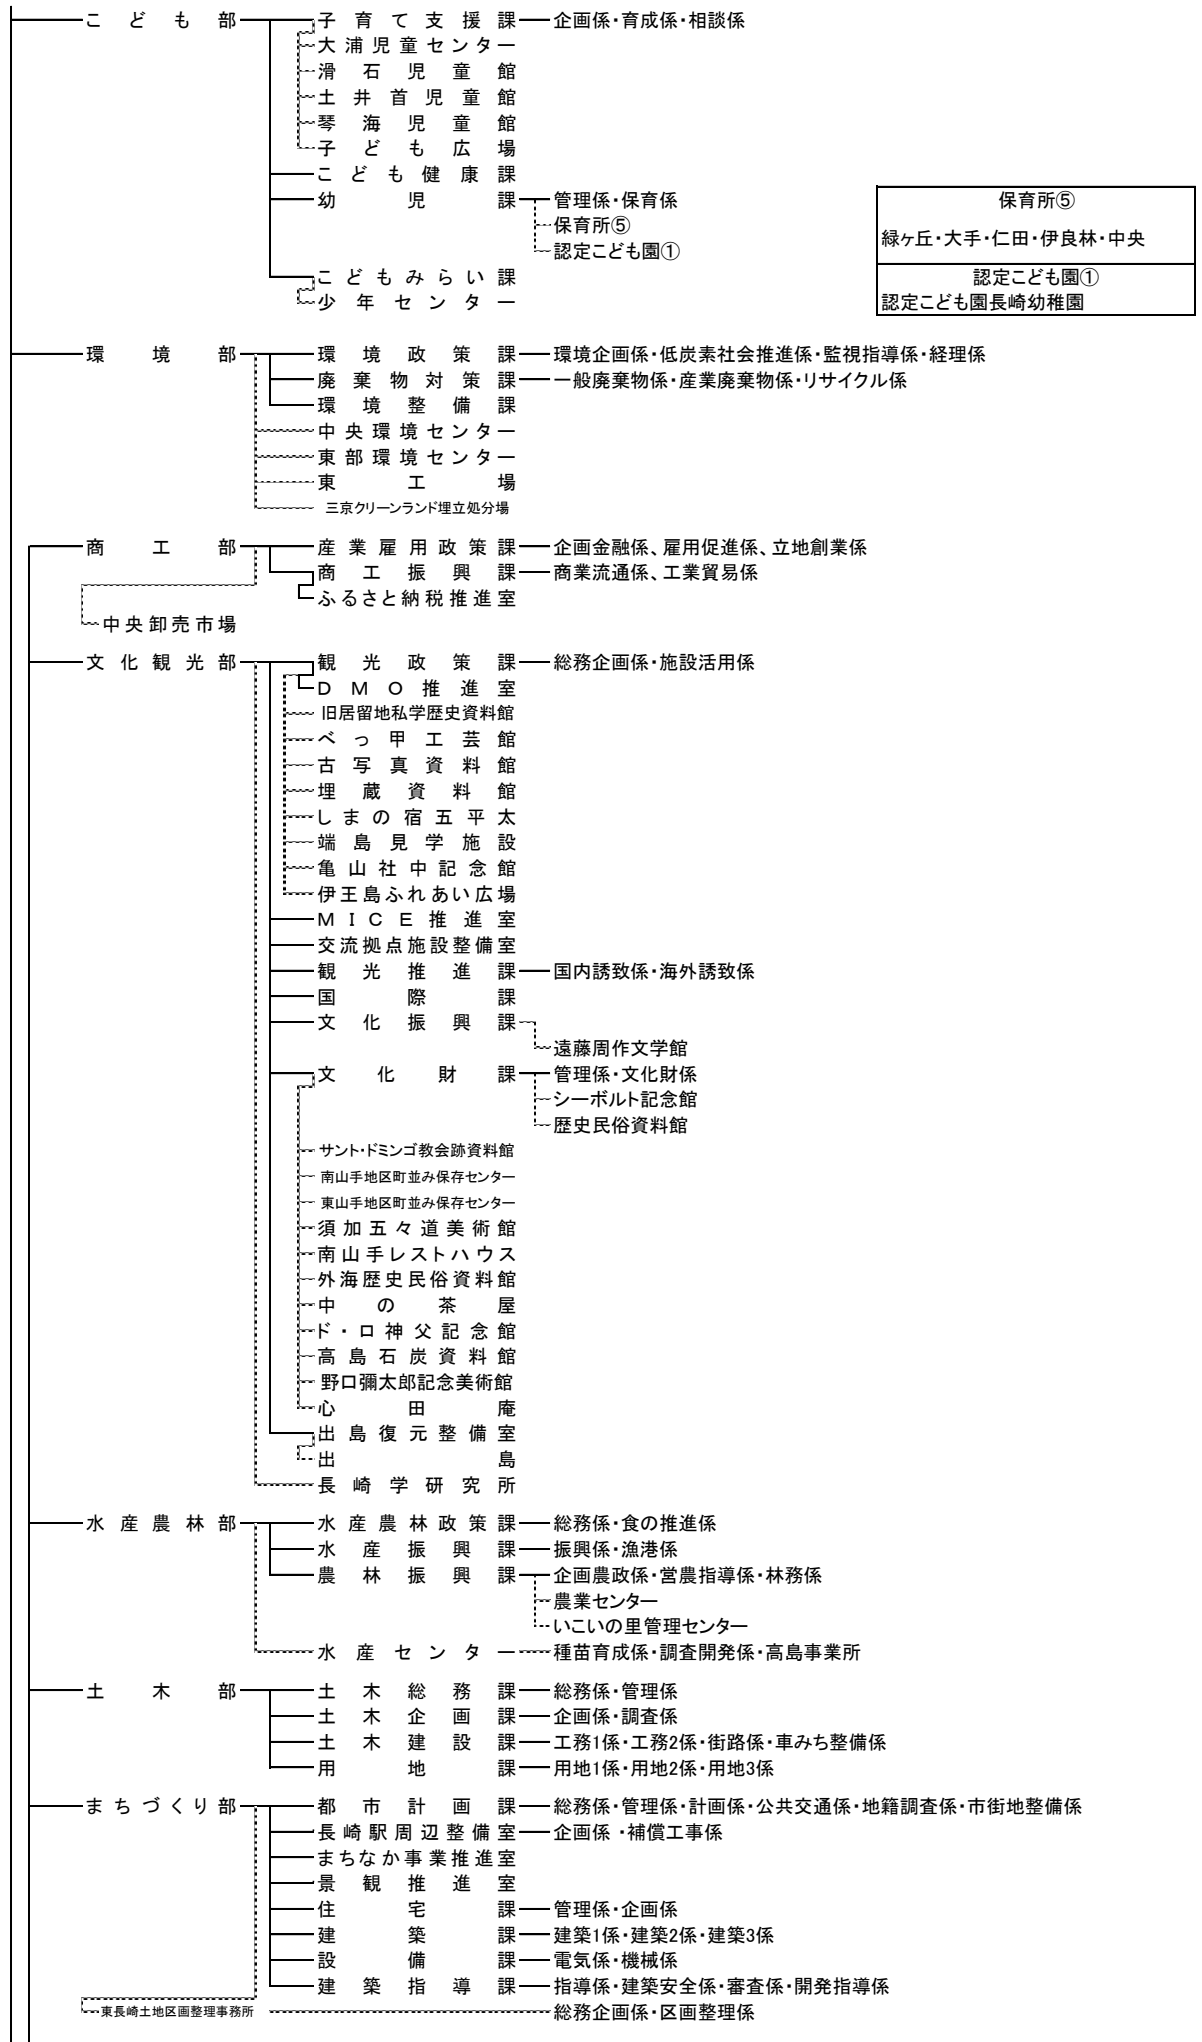 こども部 子育て支援課 企画係・育成係・相談係
大浦児童センター
滑石児童館
土井首児童館
琴海児童館
子ども広場
こども健康課
幼児課 管理係・保育係
保育所⑤
認定こども園①
こどもみらい課
少年センター
保育所⑤
緑ヶ丘・大手・仁田・伊良林・中央
認定こども園①
認定こども園長崎幼稚園
環境部 環境政策課 環境企画係・低炭素社会推進係・監視指導係・経理係
廃棄物対策課 一般廃棄物係・産業廃棄物係・リサイクル係
環境整備課
中央環境センター
東部環境センター
東工場
三京クリーンランド埋立処分場
商工部 産業雇用政策課 企画金融係、雇用促進係、立地創業係
商工振興課 商業流通係、工業貿易係
ふるさと納税推進室
中央卸売市場
文化観光部 観光政策課 総務企画係・施設活用係
DMO推進室
旧居留地私学歴史資料館
べっ甲工芸館
古写真資料館
埋蔵資料館
しまの宿五平太
端島見学施設
亀山社中記念館
伊王島ふれあい広場
MICE推進室
交流拠点施設整備室
観光推進課 国内誘致係・海外誘致係
国際課
文化振興課
遠藤周作文学館
文化財課 管理係・文化財係
シーボルト記念館
歴史民俗資料館
サント・ドミンゴ教会跡資料館
南山手地区町並み保存センター
東山手地区町並み保存センター
須加五々道美術館
南山手レストハウス
外海歴史民俗資料館
中の茶屋
ド・ロ神父記念館
高島石炭資料館
野口彌太郎記念美術館
心田庵
出島復元整備室
出島
長崎学研究所
水産農林部 水産農林政策課 総務係・食の推進係
水産振興課 振興係・漁港係
農林振興課 企画農政係・営農指導係・林務係
農業センター
いこいの里管理センター
水産センター 種苗育成係・調査開発係・高島事業所
土木部 土木総務課 総務係・管理係
土木企画課 企画係・調査係
土木建設課 工務1係・工務2係・街路係・車みち整備係
用地課 用地1係・用地2係・用地3係
まちづくり部 都市計画課 総務係・管理係・計画係・公共交通係・地籍調査係・市街地整備係
長崎駅周辺整備室 企画係・補償工事係
まちなか事業推進室
景観推進室
住宅課 管理係・企画係
建築課 建築1係・建築2係・建築3係
設備課 電気係・機械係
建築指導課 指導係・建築安全係・審査係・開発指導係
東長崎土地区画整理事務所 総務企画係・区画整理係